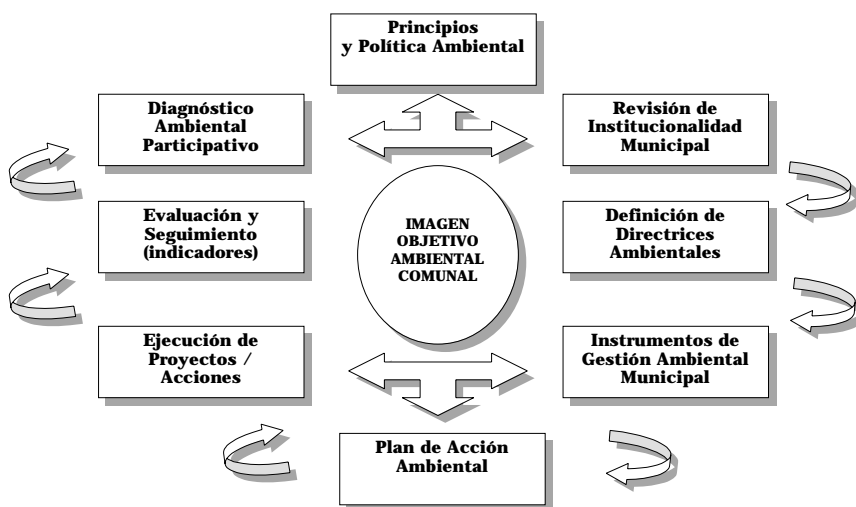 Principios
y Política Ambiental
Diagnóstico
Ambiental
Participativo
Revisión de
Institucionalidad
Municipal
Evaluación y
Seguimiento
(indicadores)
IMAGEN
OBJETIVO
AMBIENTAL
COMUNAL
Definición de
Directrices
Ambientales
Ejecución de
Proyectos /
Acciones
Instrumentos de
Gestión Ambiental
Municipal
Plan de Acción
Ambiental